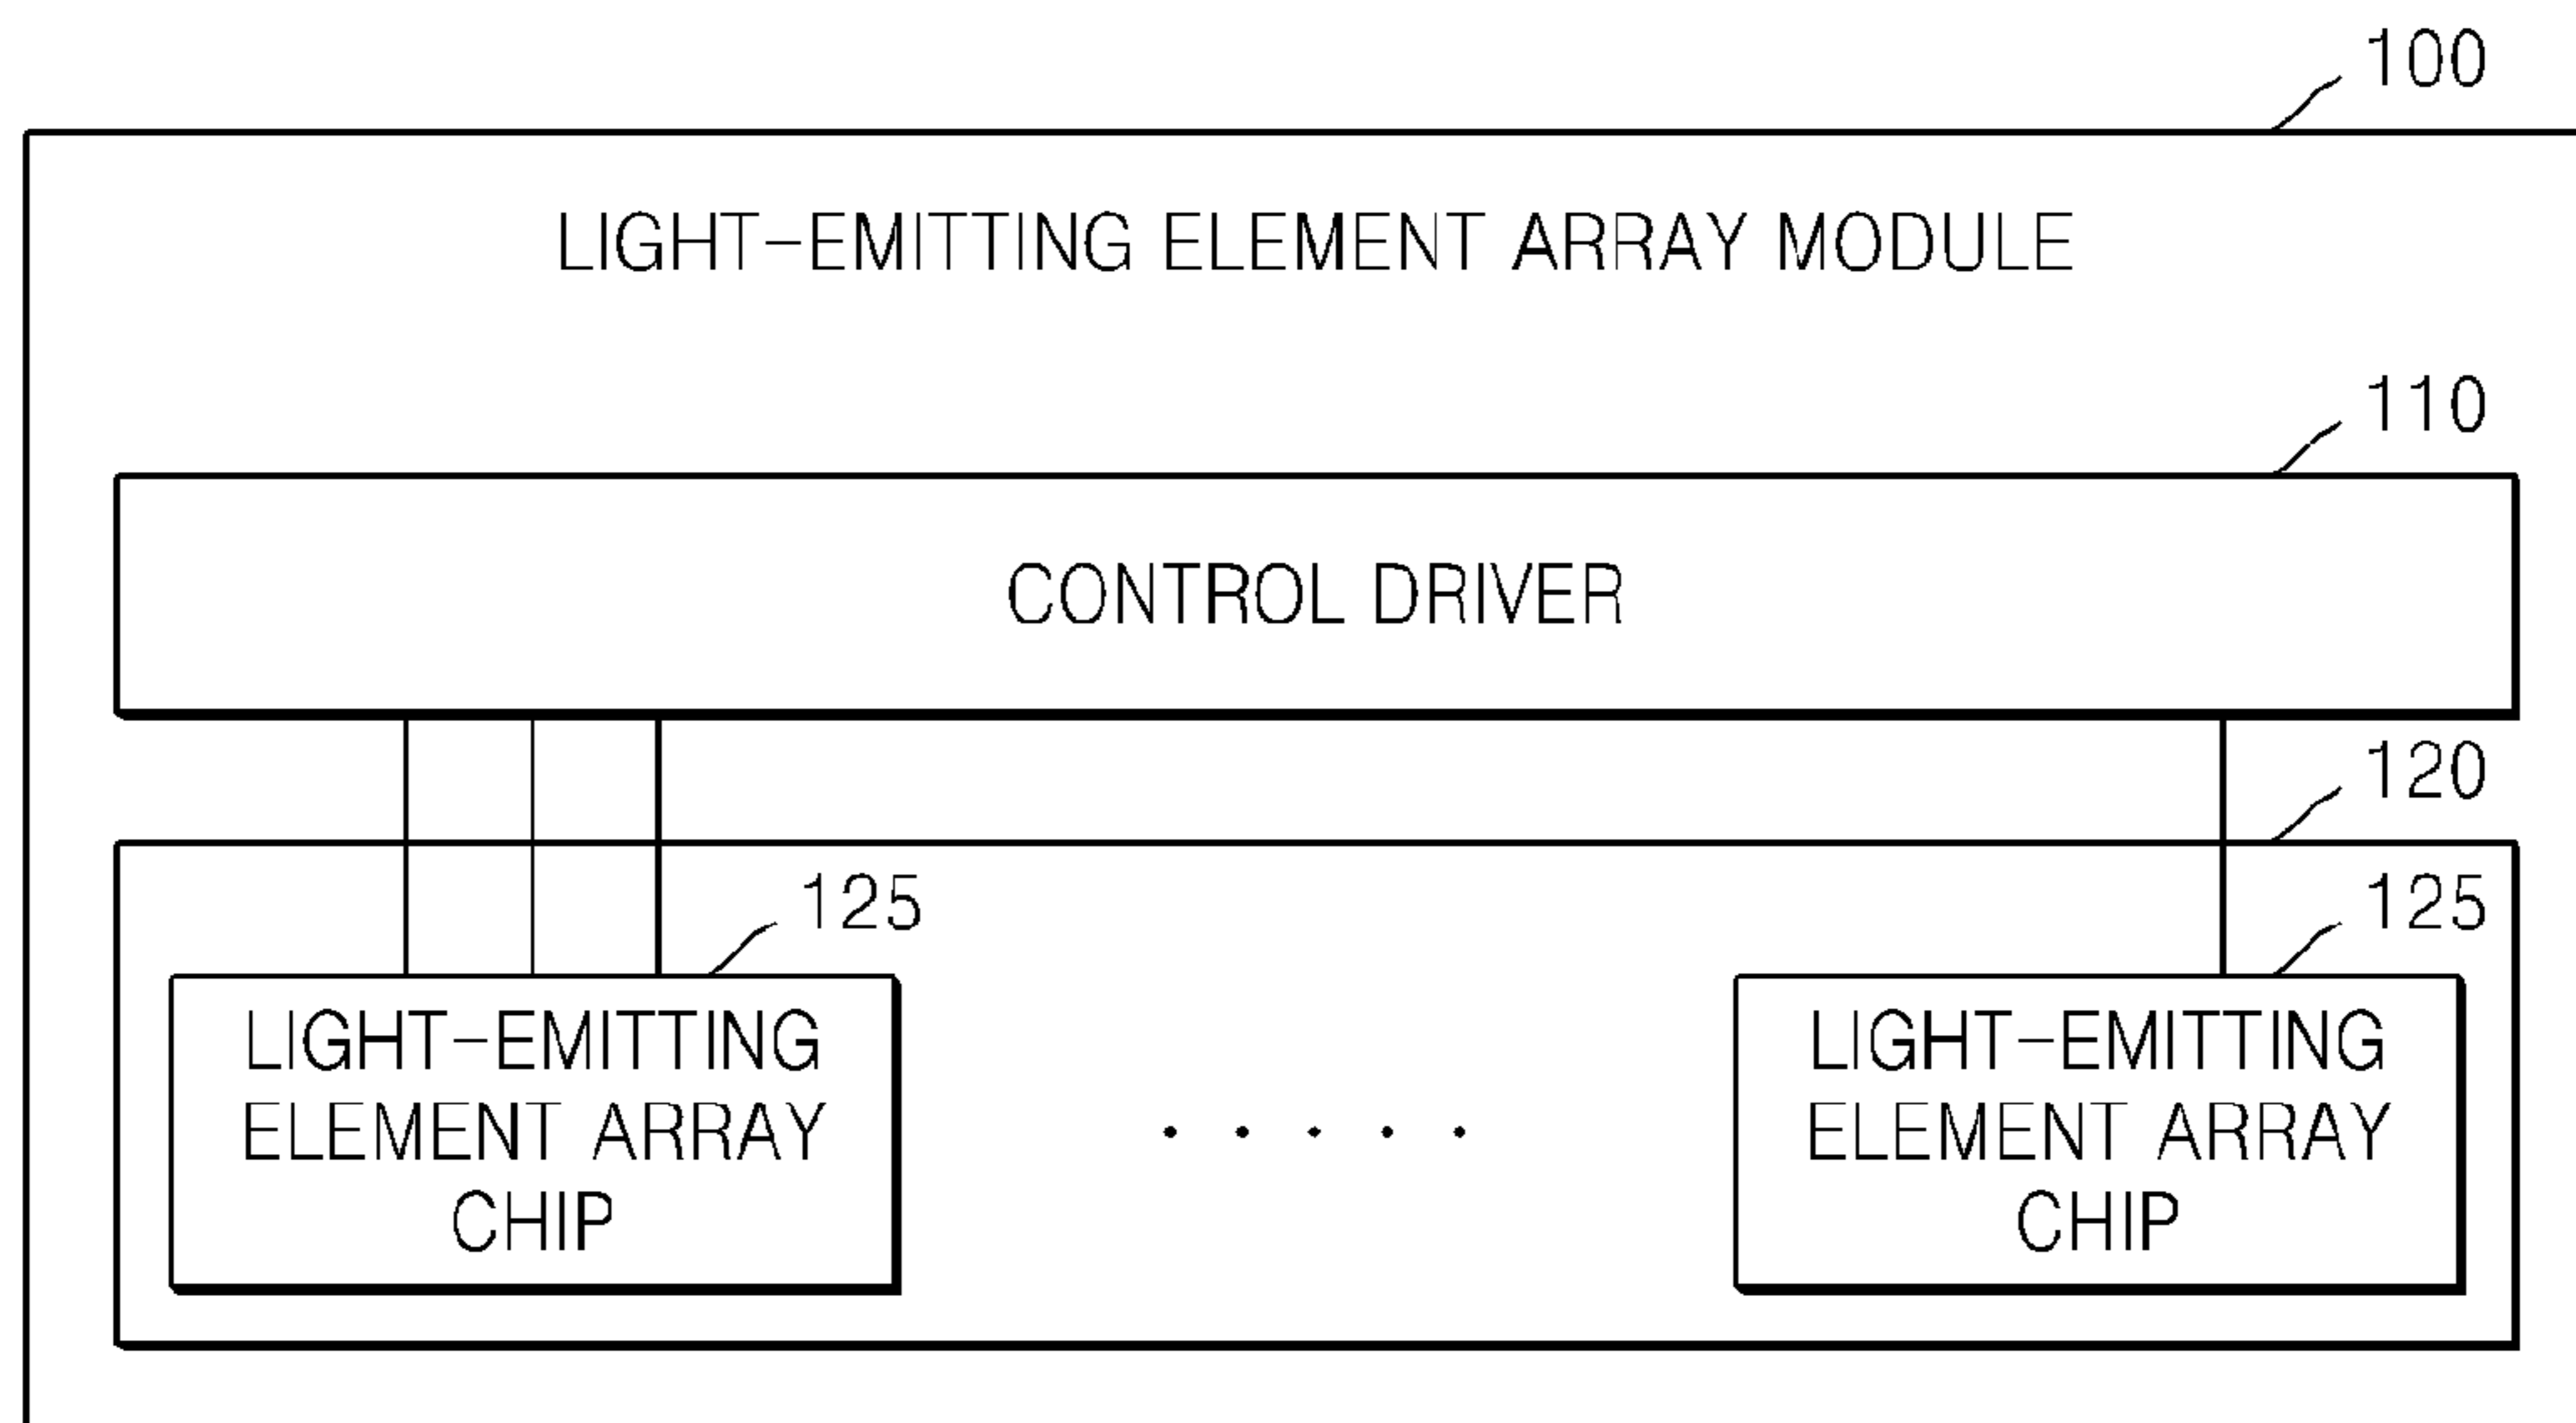 100
LIGHT-EMITTING ELEMENT ARRAY MODULE
110
CONTROL DRIVER
120
125
125
LIGHT-EMITTING
ELEMENT ARRAY
CHIP
. . . . .
LIGHT-EMITTING
ELEMENT ARRAY
CHIP